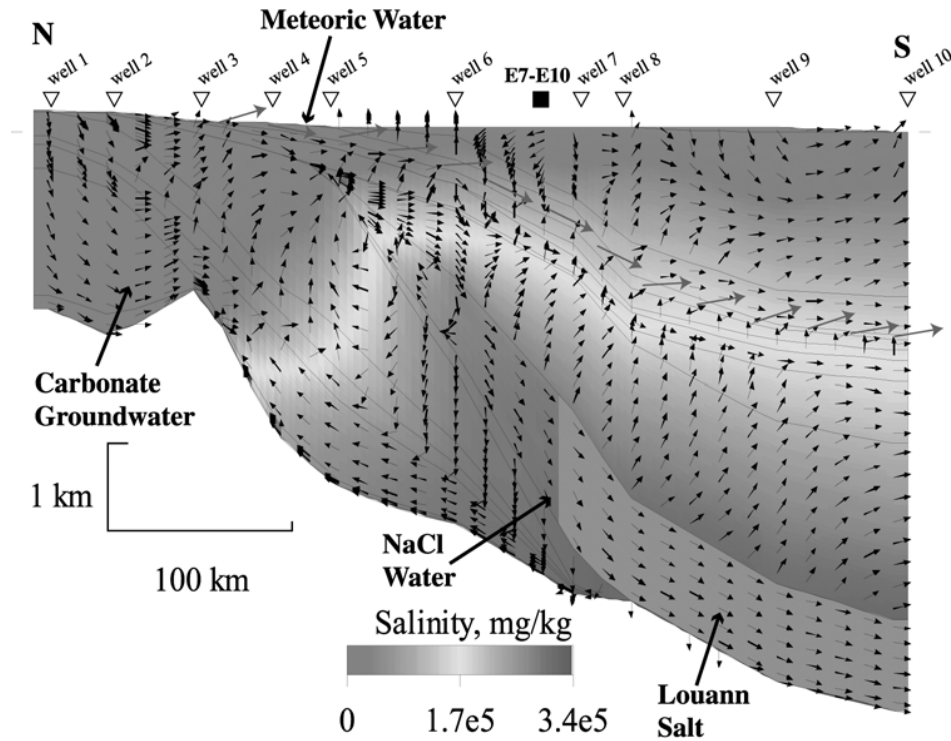 Meteoric Water
N
S
well 1
well 2
well 3
well 4
well 5
well 6
E7-E10
well 7
well 8
well 9
well 10
Carbonate
Groundwater
1 km
100 km
NaCl
Water
Salinity, mg/kg
0
1.7e5
3.4e5
Louann
Salt